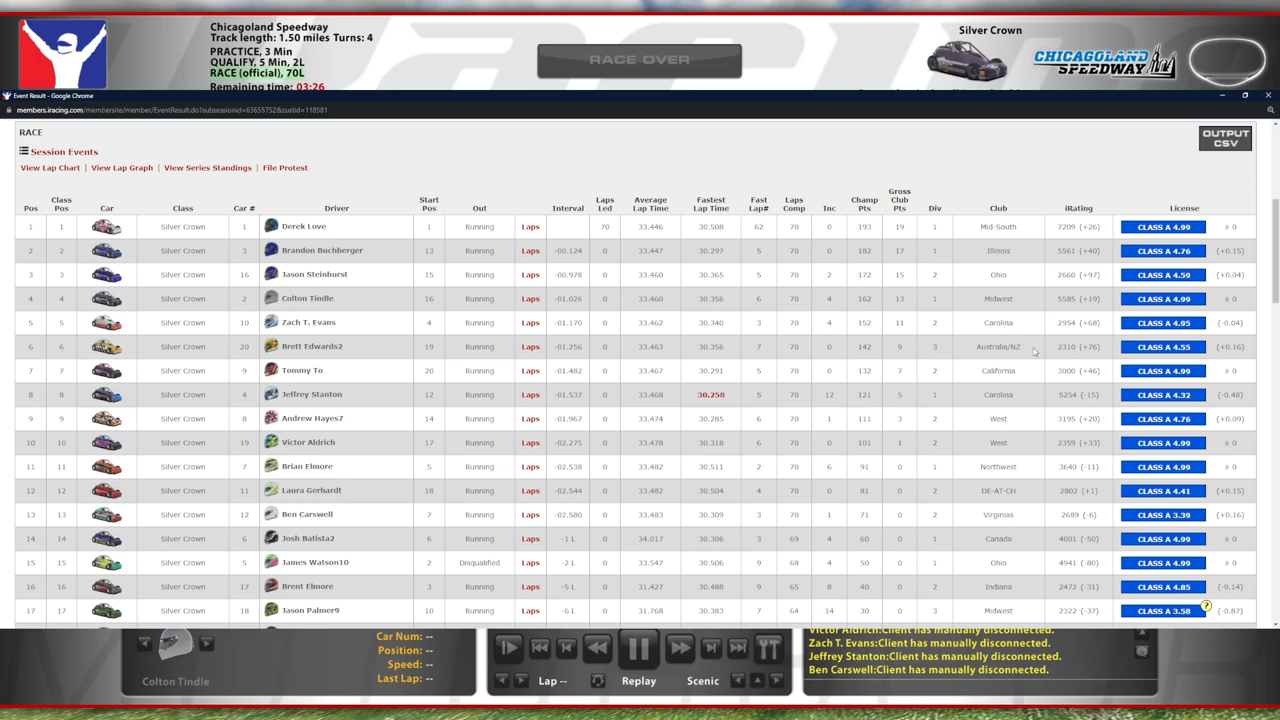 Chicagoland Speedway
Track length: 1.50 miles Turns: 4
PRACTICE, 3 Min
QUALIFY, 5 Min, 2L
RACE (official), 70L
Remaining time: 03:26
RACE OVER
Silver Crown
CHICAGOLAND
SPEEDWAY
Event Result - Google Chrome
members.iracing.com/membersite/member/EventResult.do?subsessionid=63655752&custid=118581
RACE
OUTPUT
CSV
Session Events
View Lap Chart | View Lap Graph | View Series Standings | File Protest
Pos Class Pos Car Class Car # Driver Start Pos Out Interval Laps Led Average Lap Time Fastest Lap Time Fast Lap# Laps Comp Inc Champ Pts Gross Club Pts Div Club iRating License
1 1 Silver Crown 1 Derek Love 1 Running Laps 70 33.446 30.508 62 70 0 193 19 1 Mid-South 7209 (+26) CLASS A 4.99 ± 0
2 2 Silver Crown 3 Brandon Buchberger 13 Running Laps -00.124 0 33.448 30.297 5 70 0 182 17 1 Illinois 5561 (+40) CLASS A 4.76 (+0.15)
3 3 Silver Crown 16 Jason Steinhurst 15 Running Laps -00.978 0 33.460 30.365 5 70 2 172 15 2 Ohio 2660 (+97) CLASS A 4.59 (+0.04)
4 4 Silver Crown 2 Colton Tindle 16 Running Laps -01.026 0 33.460 30.356 6 70 4 162 13 1 Midwest 5585 (+19) CLASS A 4.99 ± 0
5 5 Silver Crown 10 Zach T. Evans 4 Running Laps -01.170 0 33.462 30.340 3 70 4 152 11 2 Carolina 2954 (+68) CLASS A 4.95 (-0.04)
6 6 Silver Crown 20 Brett Edwards2 19 Running Laps -01.256 0 33.463 30.356 7 70 0 142 9 3 Australia/NZ 2310 (+76) CLASS A 4.55 (+0.16)
7 7 Silver Crown 9 Tommy To 20 Running Laps -01.482 0 33.467 30.291 5 70 0 132 7 2 California 3000 (+46) CLASS A 4.99 ± 0
8 8 Silver Crown 4 Jeffrey Stanton 12 Running Laps -01.537 0 33.468 30.258 5 70 12 121 5 1 Carolina 5254 (-15) CLASS A 4.32 (-0.48)
9 9 Silver Crown 8 Andrew Hayes7 14 Running Laps -01.967 0 33.474 30.285 6 70 1 111 3 2 West 3195 (+20) CLASS A 4.76 (+0.09)
10 10 Silver Crown 19 Victor Aldrich 17 Running Laps -02.275 0 33.478 30.318 6 70 0 101 1 2 West 2359 (+33) CLASS A 4.99 ± 0
11 11 Silver Crown 7 Brian Elmore 5 Running Laps -02.538 0 33.482 30.511 2 70 6 91 0 1 Northwest 3640 (-11) CLASS A 4.99 ± 0
12 12 Silver Crown 11 Laura Gerhardt 18 Running Laps -02.544 0 33.482 30.504 4 70 0 81 0 2 DE-AT-CH 2802 (+1) CLASS A 4.41 (+0.15)
13 13 Silver Crown 12 Ben Carswell 7 Running Laps -02.580 0 33.483 30.309 3 70 1 71 0 2 Virginias 2689 (-6) CLASS A 3.39 (+0.16)
14 14 Silver Crown 6 Josh Batista2 6 Running Laps -1 L 0 34.017 30.306 3 69 4 60 0 1 Canada 4001 (-50) CLASS A 4.99 ± 0
15 15 Silver Crown 5 James Watson10 2 Disqualified Laps -2 L 0 33.547 30.506 9 68 4 50 0 1 Ohio 4941 (-80) CLASS A 4.99 ± 0
16 16 Silver Crown 17 Brent Elmore 3 Running Laps -5 L 0 31.427 30.488 9 65 8 40 0 2 Indiana 2472 (-31) CLASS A 4.85 (-0.14)
17 17 Silver Crown 18 Jason Palmer9 10 Running Laps -6 L 0 31.768 30.383 7 64 14 30 0 3 Midwest 2322 (-37) CLASS A 3.58 (-0.87)
?
Colton Tindle
Car Num: --
Position: --
Speed: --
Last Lap: --
Lap --
Replay
Scenic
Victor Aldrich:Client has manually disconnected.
Zach T. Evans:Client has manually disconnected.
Jeffrey Stanton:Client has manually disconnected.
Ben Carswell:Client has manually disconnected.